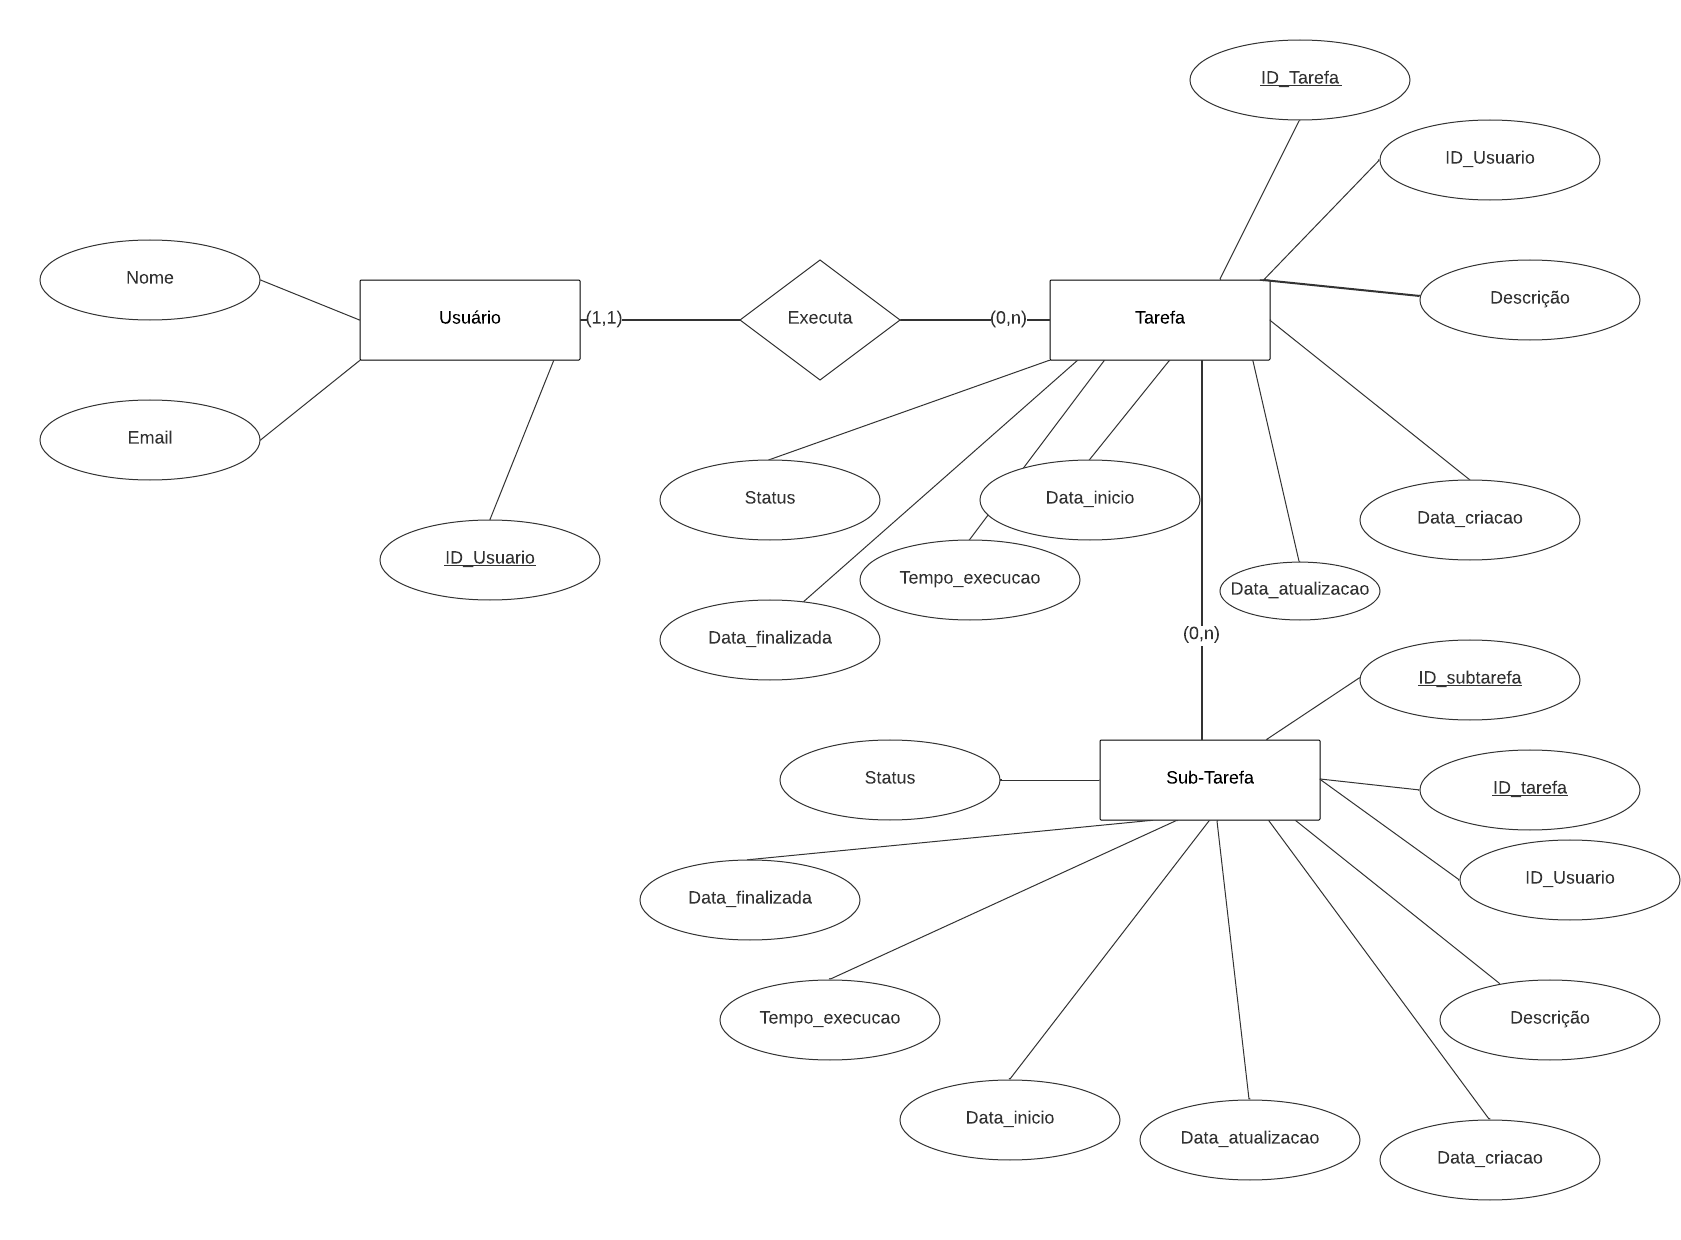 ID_Tarefa
ID_Usuario
Nome
Descrição
Usuário
(1,1)
Executa
(0,n)
Tarefa
Email
Status
Data_inicio
Data_criacao
ID_Usuario
Tempo_execucao
Data_atualizacao
Data_finalizada
(0,n)
ID_subtarefa
Status
Sub-Tarefa
ID_tarefa
ID_Usuario
Data_finalizada
Tempo_execucao
Descrição
Data_inicio
Data_atualizacao
Data_criacao